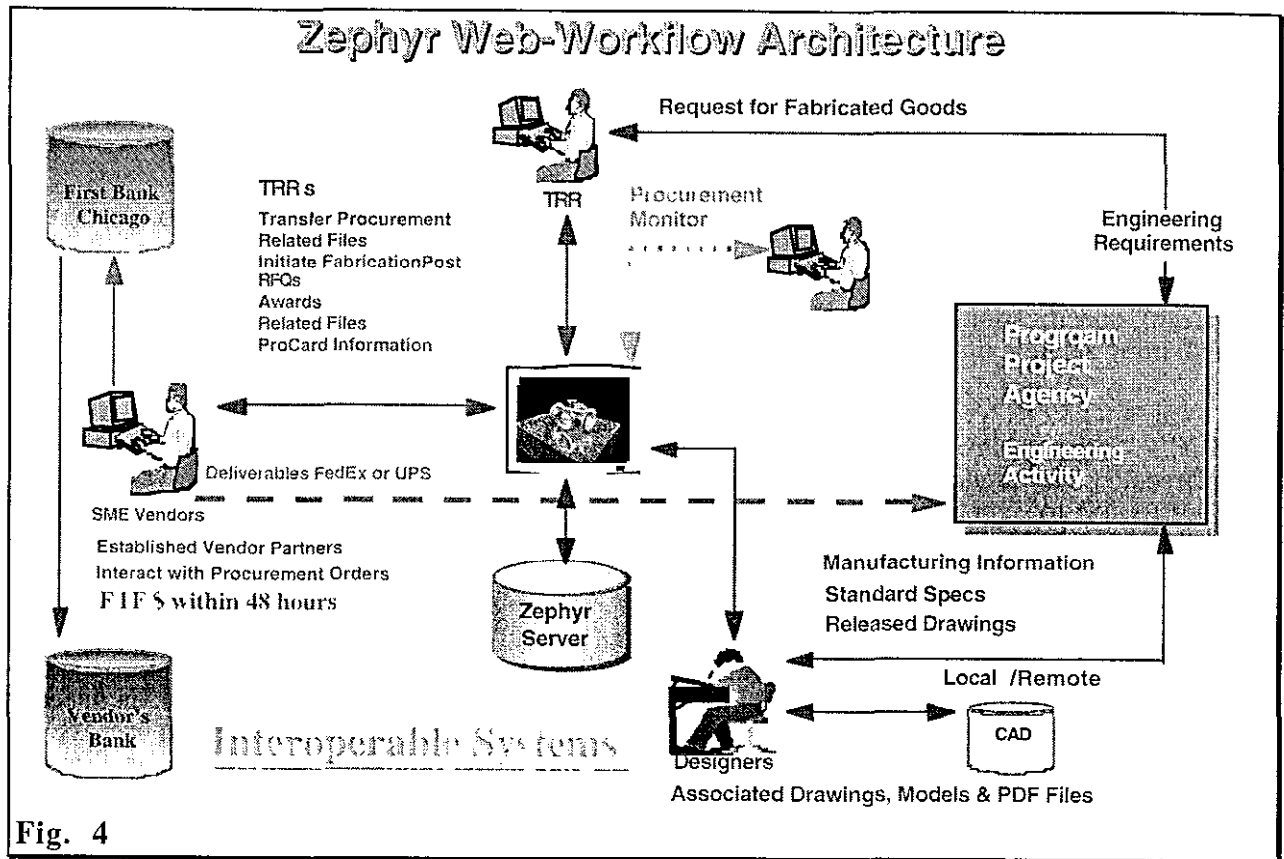 Zephyr Web-Workflow Architecture
Request for Fabricated Goods
First Bank
Chicago
TRR s
Transfer Procurement
Related Files
Initiate FabricationPost
RFQs
Awards
Related Files
ProCard Information
TRR
Procurement
Monitor
Engineering
Requirements
Progrqam
Project
Agency
Engineering
Activity
Deliverables FedEx or UPS
SME Vendors
Established Vendor Partners
Interact with Procurement Orders
within 48 hours
Zephyr
Server
Manufacturing Information
Standard Specs
Released Drawings
Local /Remote
CAD
Vendor's
Bank
Interoperable Systems
Designers
Associated Drawings, Models & PDF Files
Fig. 4